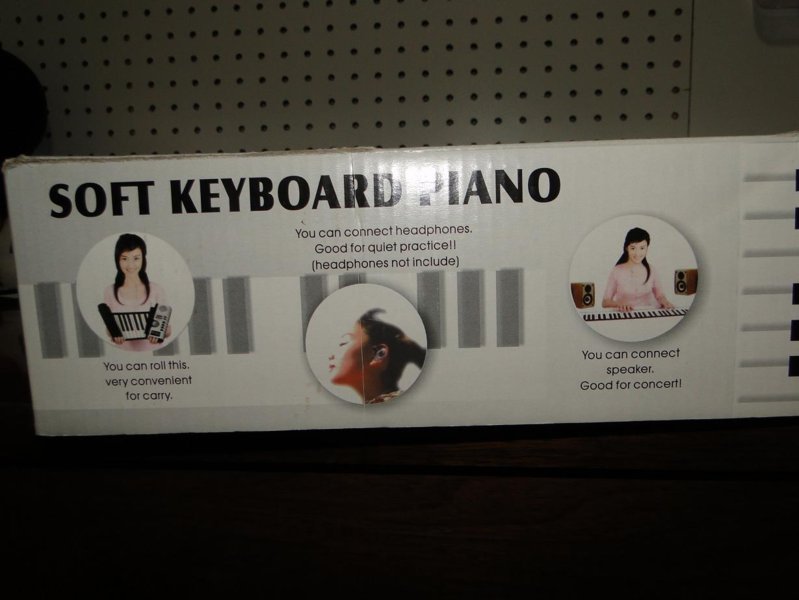 SOFT KEYBOARD PIANO
You can connect headphones.
Good for quiet practice!!
(headphones not include)
You can roll this.
very convenient
for carry.
You can connect
speaker.
Good for concert!